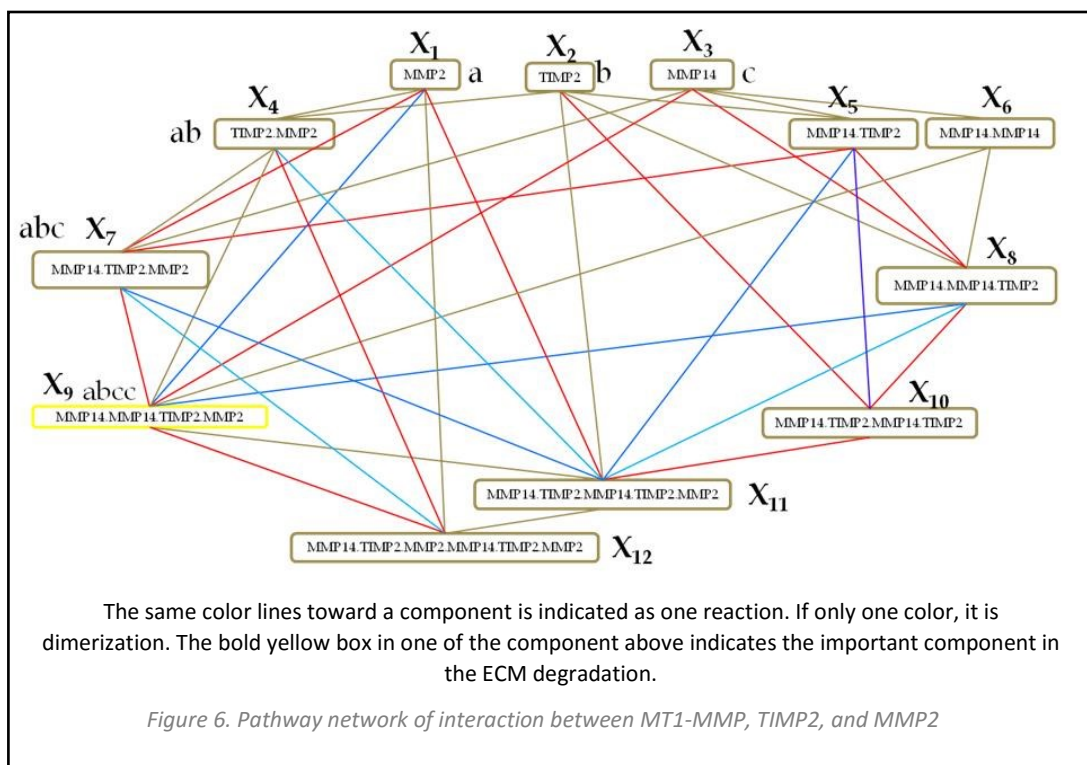 X1 X2 X3
MMP2 a TIMP2 b MMP14 c
X4 X5 X6
ab TIMP2.MMP2 MMP14.TIMP2 MMP14.MMP14
abc X7
MMP14.TIMP2.MMP2
X8
MMP14.MMP14.TIMP2
X9 abcc
MMP14.MMP14.TIMP2.MMP2
X10
MMP14.TIMP2.MMP14.TIMP2
MMP14.TIMP2.MMP14.TIMP2.MMP2 X11
MMP14.TIMP2.MMP2.MMP14.TIMP2.MMP2 X12
The same color lines toward a component is indicated as one reaction. If only one color, it is
dimerization. The bold yellow box in one of the component above indicates the important component in
the ECM degradation.
Figure 6. Pathway network of interaction between MT1-MMP, TIMP2, and MMP2